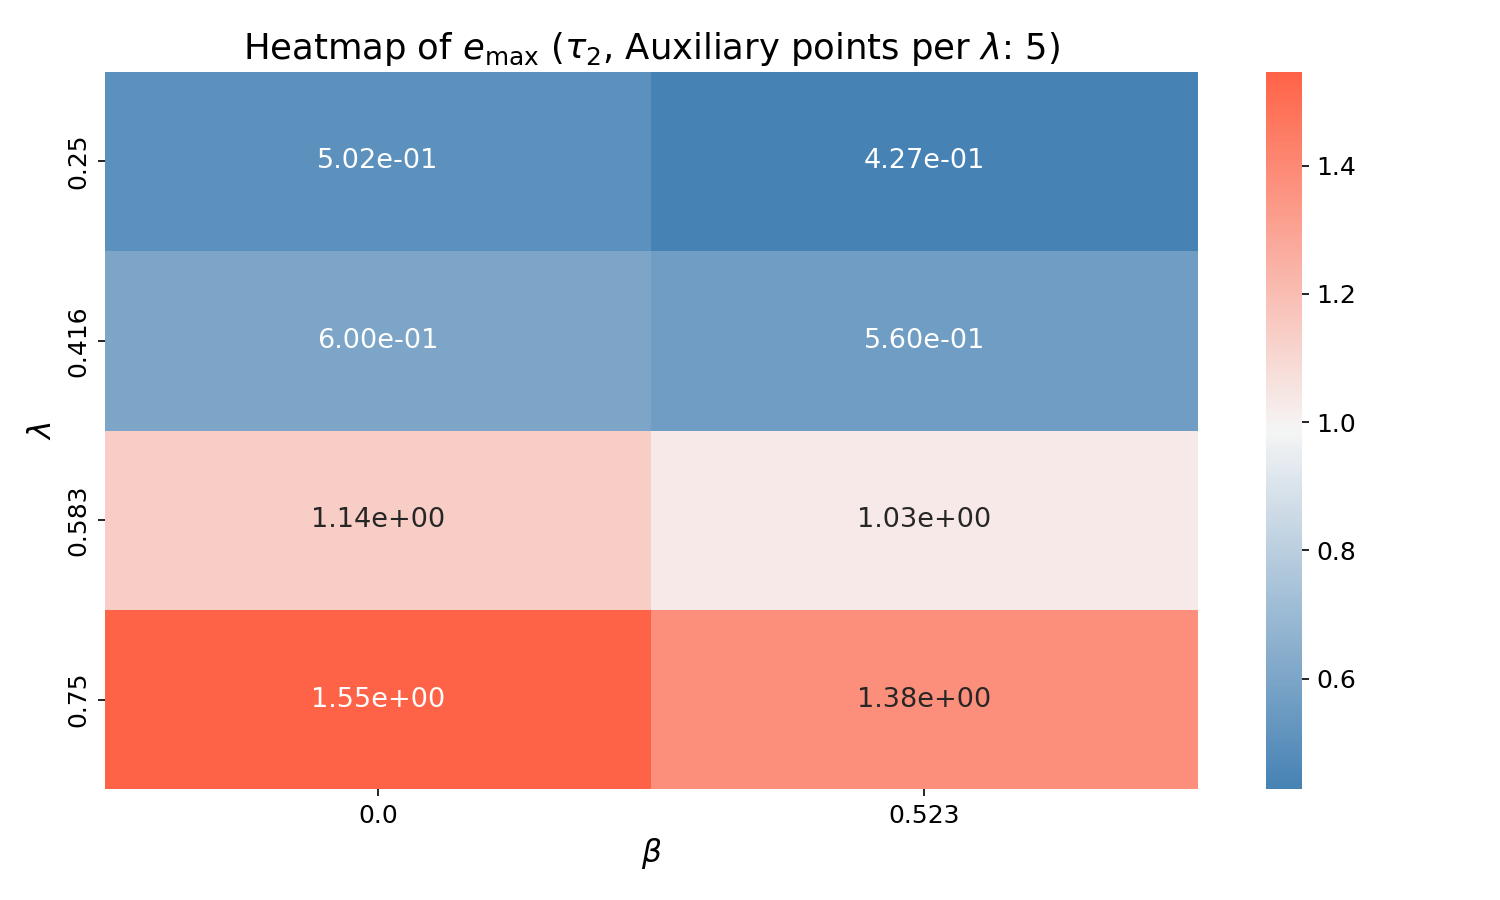 Heatmap of e_max (τ_2, Auxiliary points per λ: 5)
0.25
5.02e-01
4.27e-01
0.416
6.00e-01
5.60e-01
0.583
1.14e+00
1.03e+00
0.75
1.55e+00
1.38e+00
λ
0.0
0.523
β
1.4
1.2
1.0
0.8
0.6